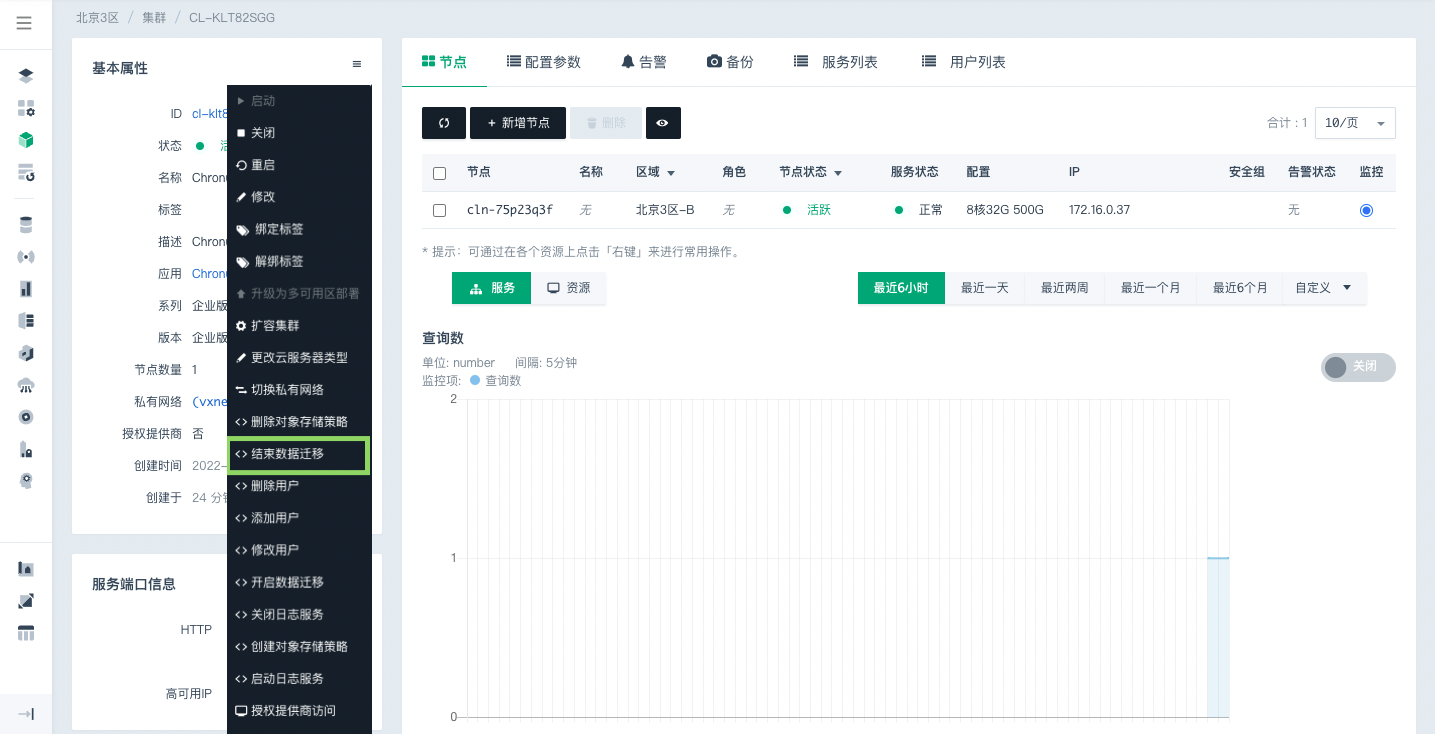 北京3区 / 集群 / CL-KLT82SGG
基本属性
ID cl-klt8
状态 活
名称 Chron
标签
描述 Chron
应用 Chron
系列 企业版
版本 企业版
节点数量 1
私有网络 (vxne
授权提供商 否
创建时间 2022-
创建于 24 分
服务端口信息
HTTP
高可用IP
启动
关闭
重启
修改
绑定标签
解绑标签
升级为多可用区部署
扩容集群
更改云服务器类型
切换私有网络
删除对象存储策略
结束数据迁移
删除用户
添加用户
修改用户
开启数据迁移
关闭日志服务
创建对象存储策略
启动日志服务
授权提供商访问
节点 配置参数 告警 备份 服务列表 用户列表
+ 新增节点 删除 合计 : 1 10/页
节点 名称 区域 角色 节点状态 服务状态 配置 IP 安全组 告警状态 监控
cln-75p23q3f 无 北京3区-B 无 活跃 正常 8核32G 500G 172.16.0.37 无
* 提示：可通过在各个资源上点击「右键」来进行常用操作。
服务 资源 最近6小时 最近一天 最近两周 最近一个月 最近6个月 自定义
查询数
单位: number 间隔: 5分钟
监控项: 查询数
关闭
2
1
0